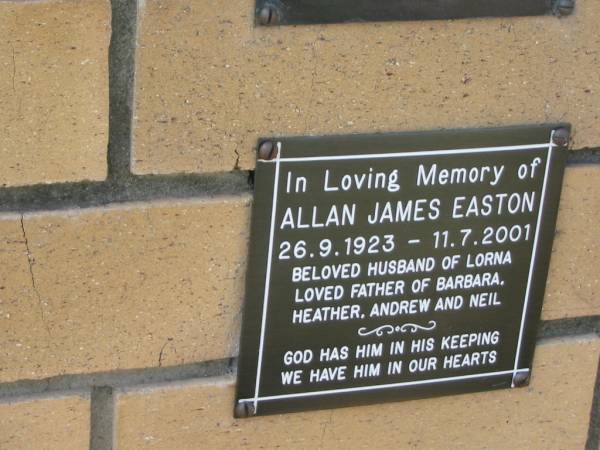 In Loving Memory of
ALLAN JAMES EASTON
26.9.1923 - 11.7.2001
BELOVED HUSBAND OF LORNA
LOVED FATHER OF BARBARA,
HEATHER, ANDREW AND NEIL
GOD HAS HIM IN HIS KEEPING
WE HAVE HIM IN OUR HEARTS